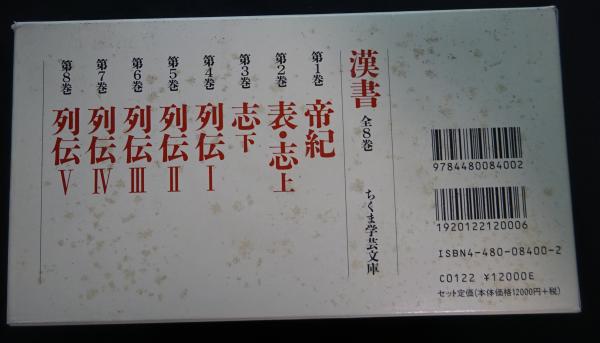 漢書 全8巻 ちくま学芸文庫
第1巻 帝紀
第2巻 表・志上
第3巻 志下
第4巻 列伝Ⅰ
第5巻 列伝Ⅱ
第6巻 列伝Ⅲ
第7巻 列伝Ⅳ
第8巻 列伝Ⅴ
9784480084002
1920122120006
ISBN4-480-08400-2
C0122 ¥12000E
セット定価(本体価格12000円+税)